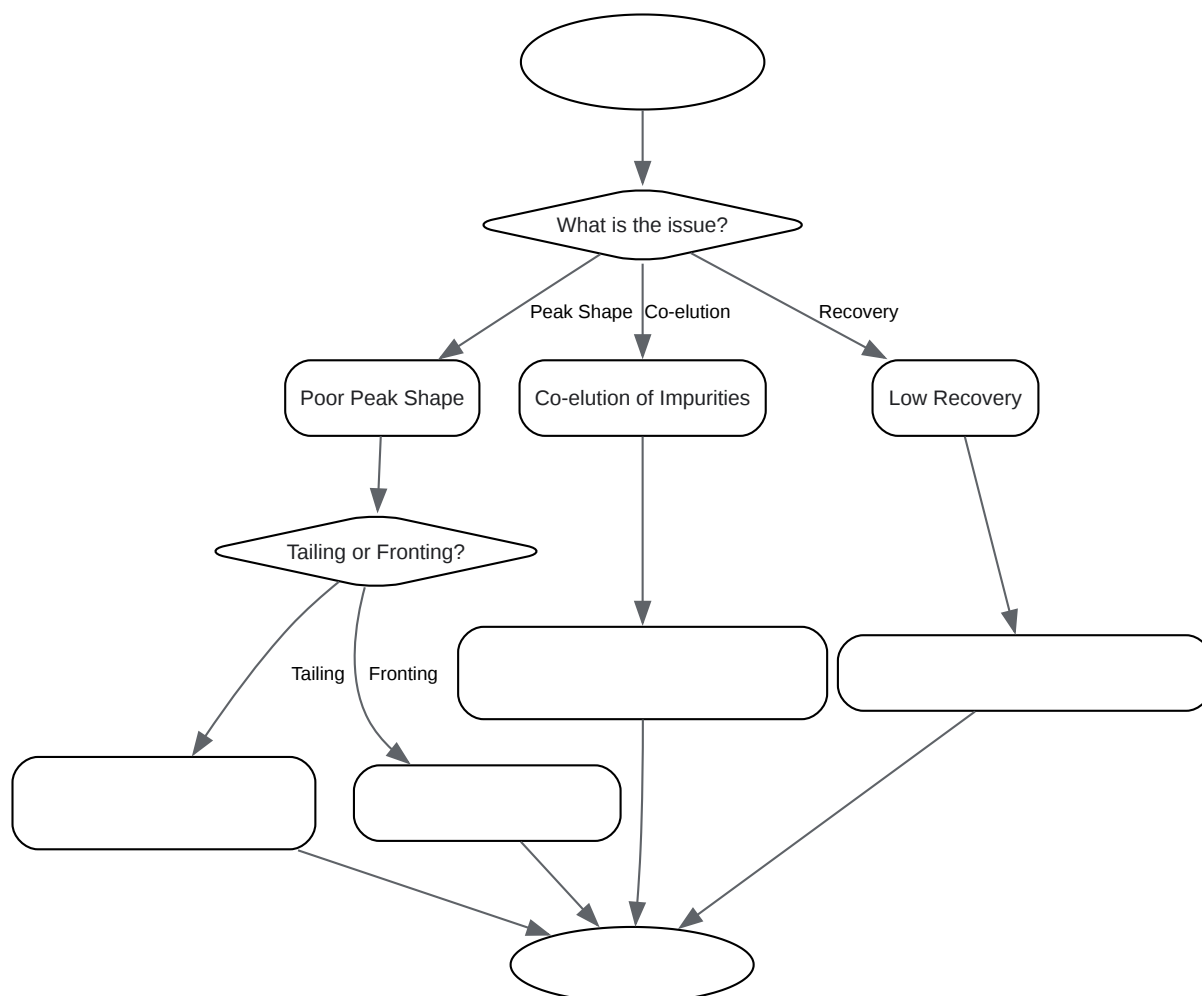 What is the issue?
Peak Shape
Co-elution
Recovery
Poor Peak Shape
Co-elution of Impurities
Low Recovery
Tailing or Fronting?
Tailing
Fronting